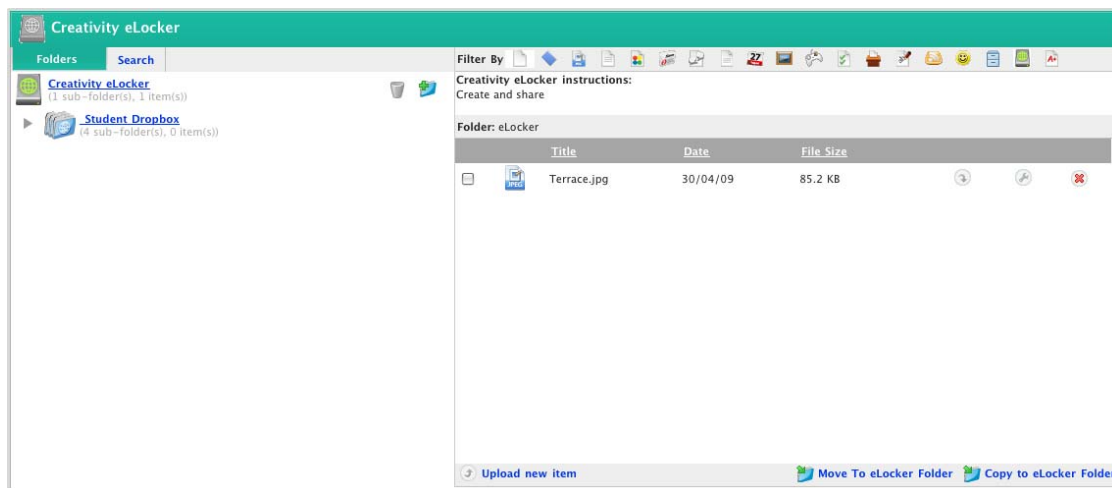 Creativity eLocker
Folders Search
Creativity eLocker
(1 sub-folder(s), 1 item(s))
Student Dropbox
(4 sub-folder(s), 0 item(s))
Filter By
Creativity eLocker instructions:
Create and share
Folder: eLocker
Title Date File Size
JPEG Terrace.jpg 30/04/09 85.2 KB
Upload new item Move To eLocker Folder Copy to eLocker Folde